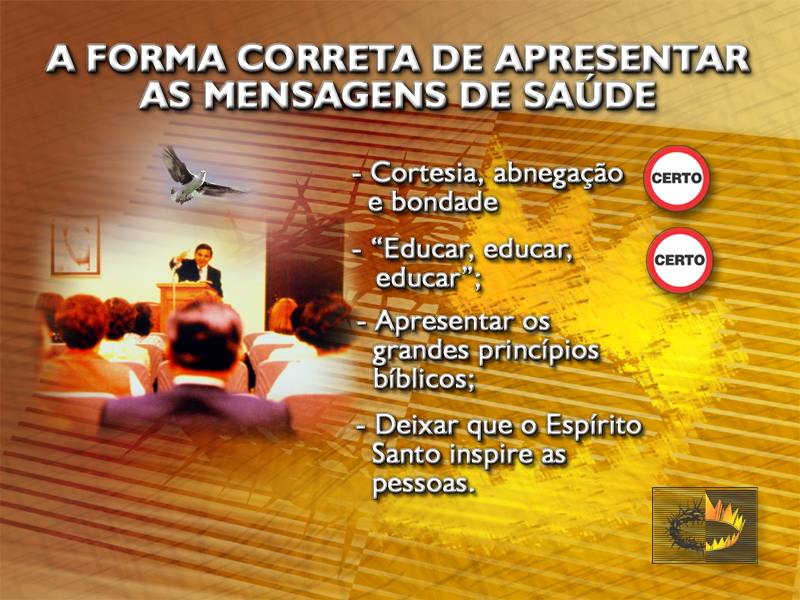 A FORMA CORRETA DE APRESENTAR
AS MENSAGENS DE SAÚDE
- Cortesia, abnegação
e bondade
CERTO
- “Educar, educar,
educar”;
CERTO
- Apresentar os
grandes princípios
bíblicos;
- Deixar que o Espírito
Santo inspire as
pessoas.